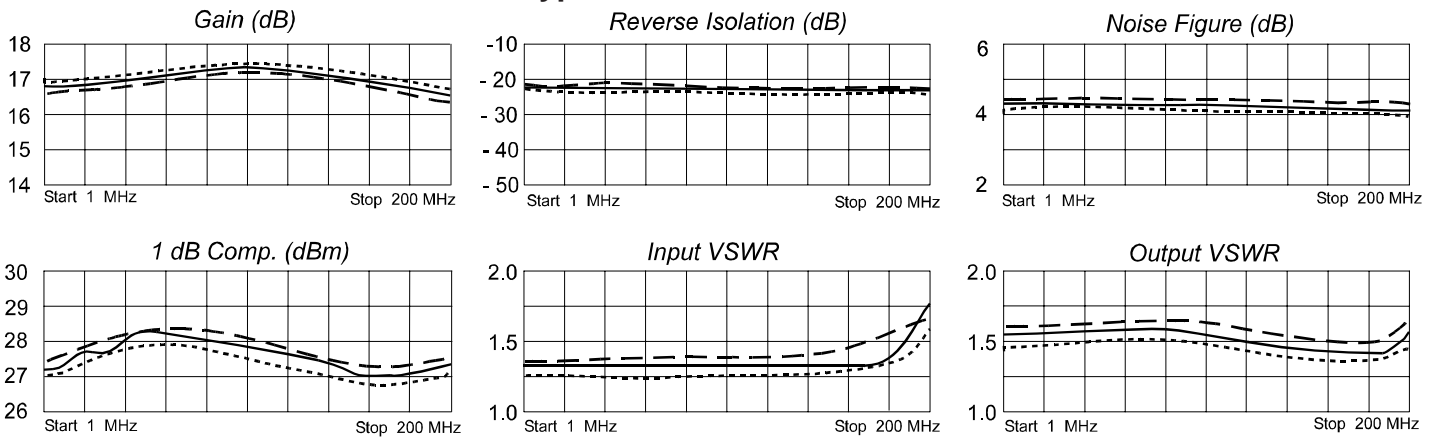 Gain (dB)
18
17
16
15
14
Start 1 MHz
Stop 200 MHz
Reverse Isolation (dB)
-10
- 20
- 30
- 40
- 50
Start 1 MHz
Stop 200 MHz
Noise Figure (dB)
6
4
2
Start 1 MHz
Stop 200 MHz
1 dB Comp. (dBm)
30
29
28
27
26
Start 1 MHz
Stop 200 MHz
Input VSWR
2.0
1.5
1.0
Start 1 MHz
Stop 200 MHz
Output VSWR
2.0
1.5
1.0
Start 1 MHz
Stop 200 MHz